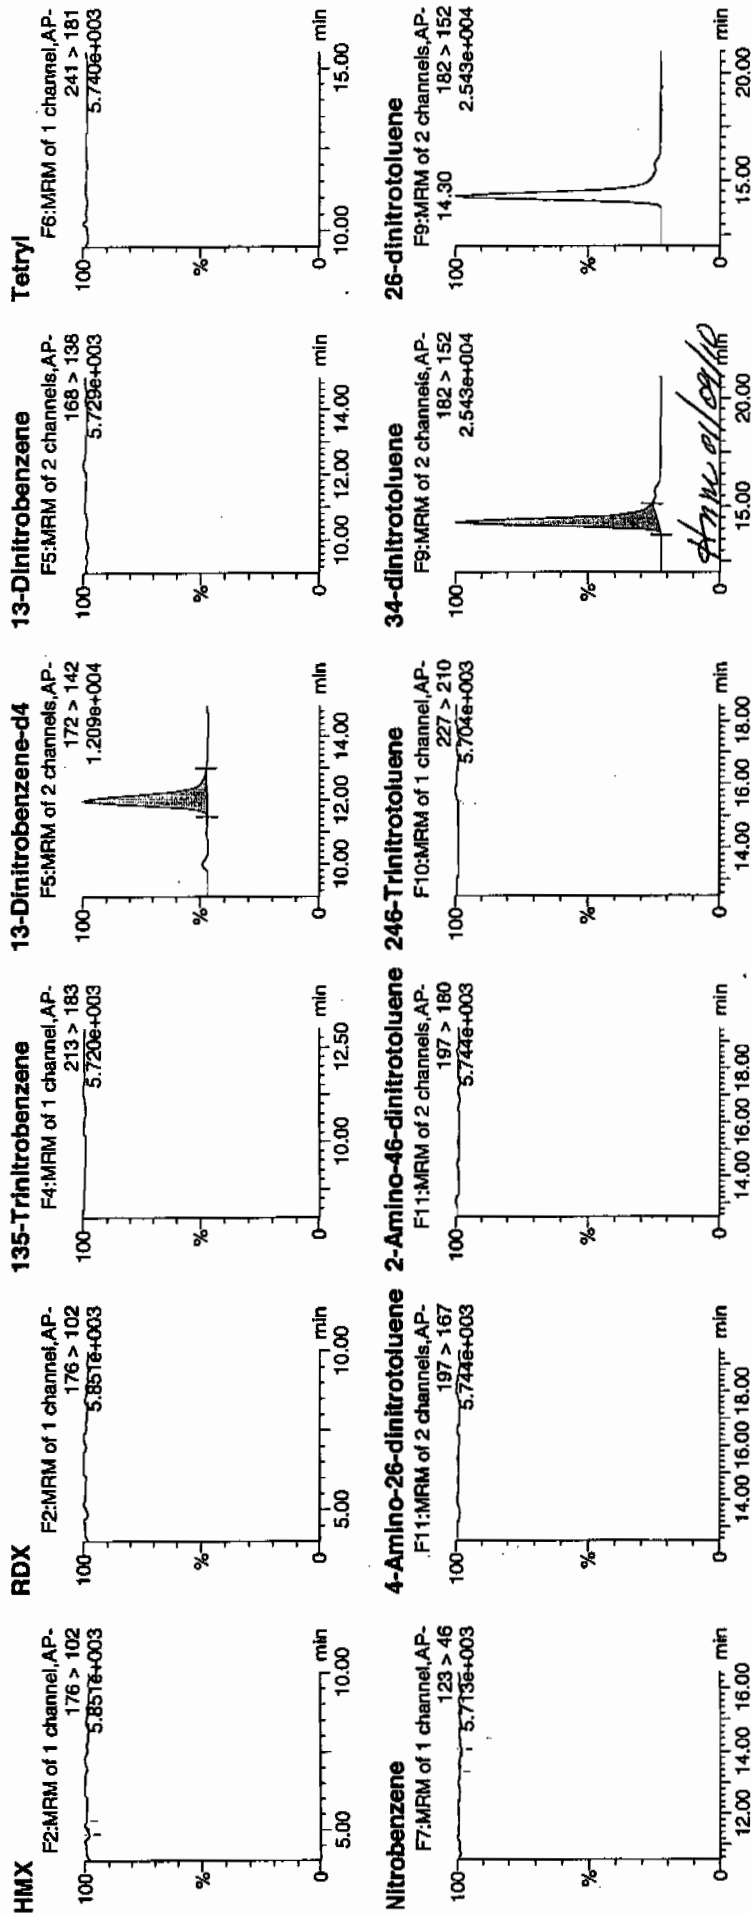 HMX
F2:MRM of 1 channel,AP-
176 > 102
5.851e+003
100
%
0
5.00
10.00
min
RDX
F2:MRM of 1 channel,AP-
176 > 102
5.851e+003
100
%
0
5.00
10.00
min
135-Trinitrobenzene
F4:MRM of 1 channel,AP-
213 > 183
5.720e+003
100
%
0
10.00
12.50
min
13-Dinitrobenzene-d4
F5:MRM of 2 channels,AP-
172 > 142
1.209e+004
100
%
0
10.00
12.00
14.00
min
13-Dinitrobenzene
F5:MRM of 2 channels,AP-
168 > 138
5.729e+003
100
%
0
10.00
12.00
14.00
min
Tetryl
F6:MRM of 1 channel,AP-
241 > 181
5.740e+003
100
%
0
10.00
15.00
min
Nitrobenzene
F7:MRM of 1 channel,AP-
123 > 46
5.713e+003
100
%
0
12.00
14.00
16.00
min
4-Amino-26-dinitrotoluene
F11:MRM of 2 channels,AP-
197 > 167
5.744e+003
100
%
0
14.00
16.00
18.00
min
2-Amino-46-dinitrotoluene
F11:MRM of 2 channels,AP-
197 > 180
5.744e+003
100
%
0
14.00
16.00
18.00
min
246-Trinitrotoluene
F10:MRM of 1 channel,AP-
227 > 210
5.704e+003
100
%
0
14.00
16.00
18.00
min
34-dinitrotoluene
F9:MRM of 2 channels,AP-
182 > 152
2.543e+004
100
%
0
15.00
20.00
min
01/09/10
26-dinitrotoluene
F9:MRM of 2 channels,AP-
182 > 152
14.30
2.543e+004
100
%
0
15.00
20.00
min